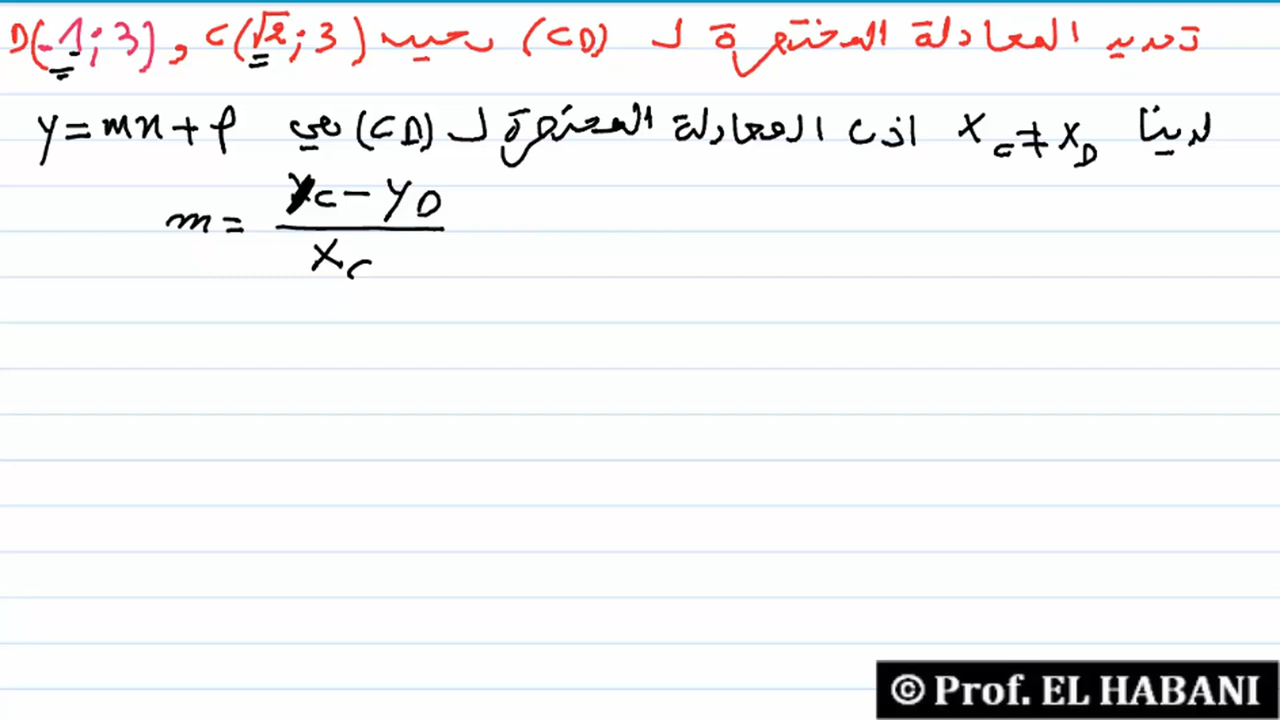 تحديد المعادلة المختصرة لـ (CD) بحيث C(√2;3) و D(-1;3)
لدينا x_C ≠ x_D اذن المعادلة المختصرة لـ (CD) هي y=mx+p
m = (y_C - y_D) / x_C
© Prof. EL HABANI